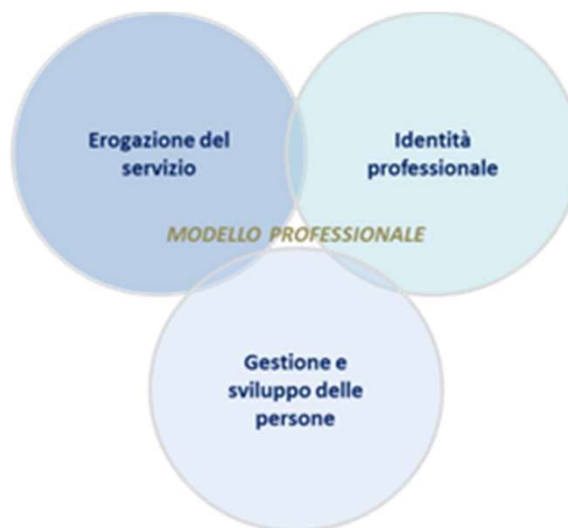 Erogazione del
servizio
Identità
professionale
MODELLO PROFESSIONALE
Gestione e
sviluppo delle
persone